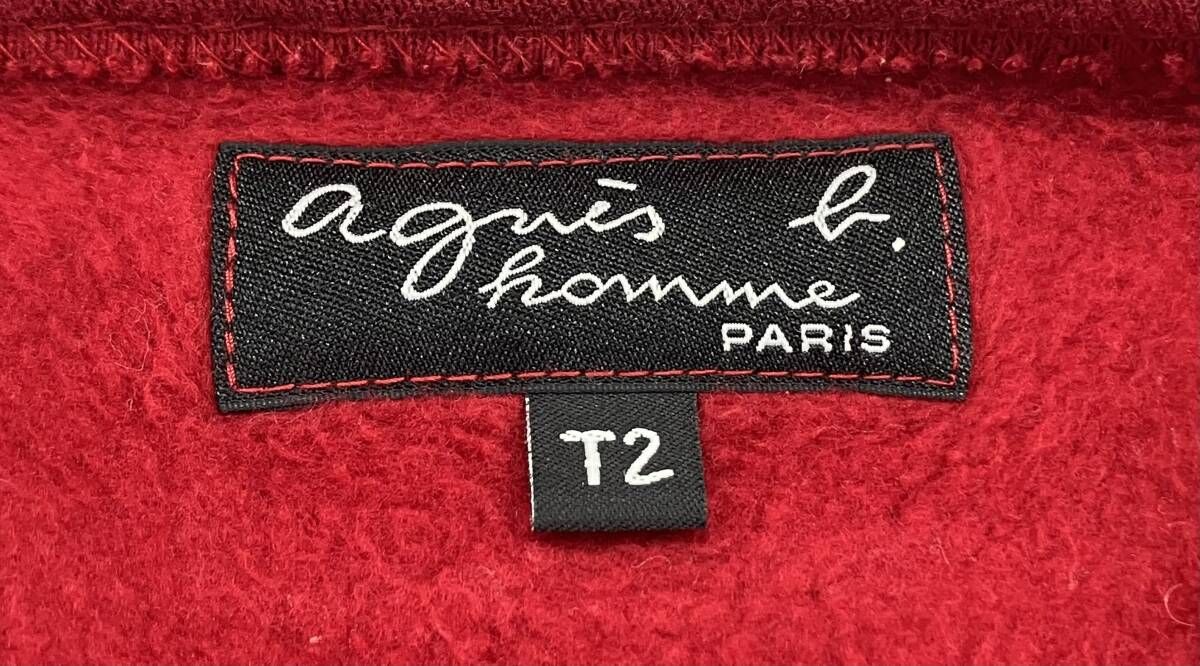 agnès b.
homme
PARIS
T2